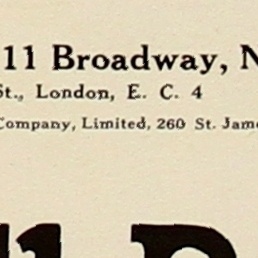 11 Broadway, N
St., London, E. C. 4
Company, Limited, 260 St. Jame